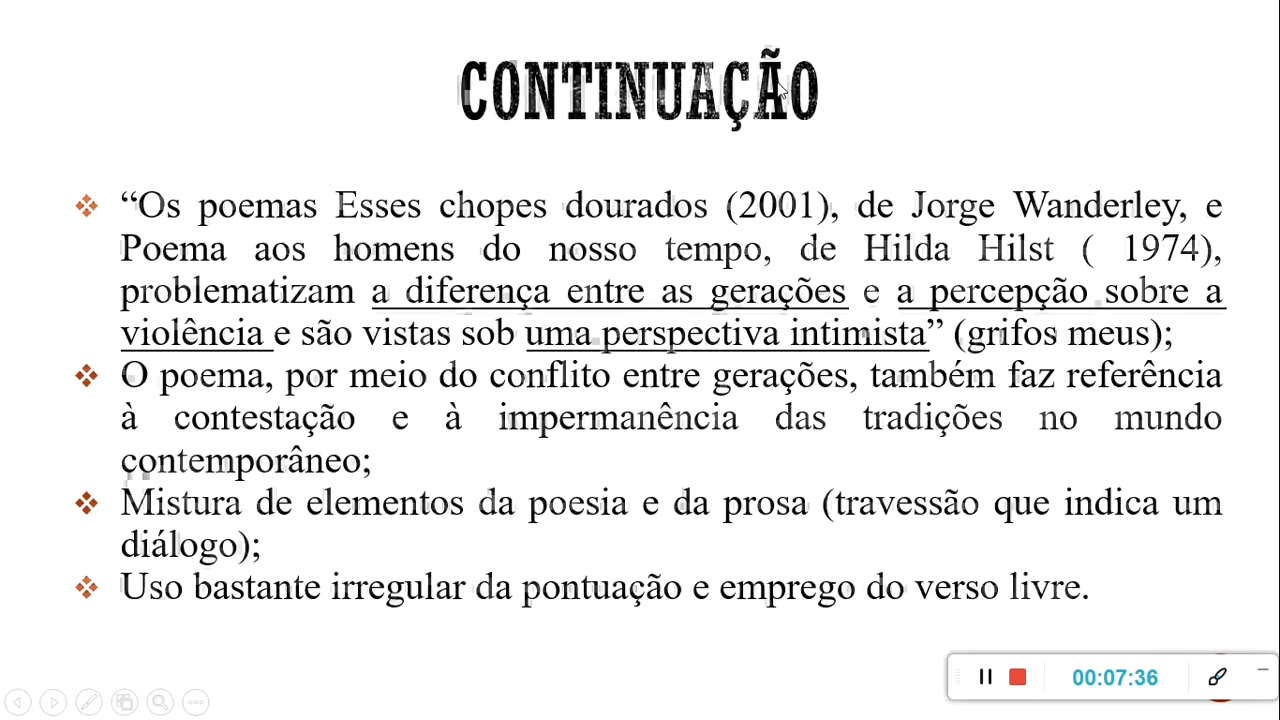 CONTINUAÇÃO
“Os poemas Esses chopes dourados (2001), de Jorge Wanderley, e
Poema aos homens do nosso tempo, de Hilda Hilst ( 1974),
problematizam a diferença entre as gerações e a percepção sobre a
violência e são vistas sob uma perspectiva intimista” (grifos meus);
O poema, por meio do conflito entre gerações, também faz referência
à contestação e à impermanência das tradições no mundo
contemporâneo;
Mistura de elementos da poesia e da prosa (travessão que indica um
diálogo);
Uso bastante irregular da pontuação e emprego do verso livre.
00:07:36